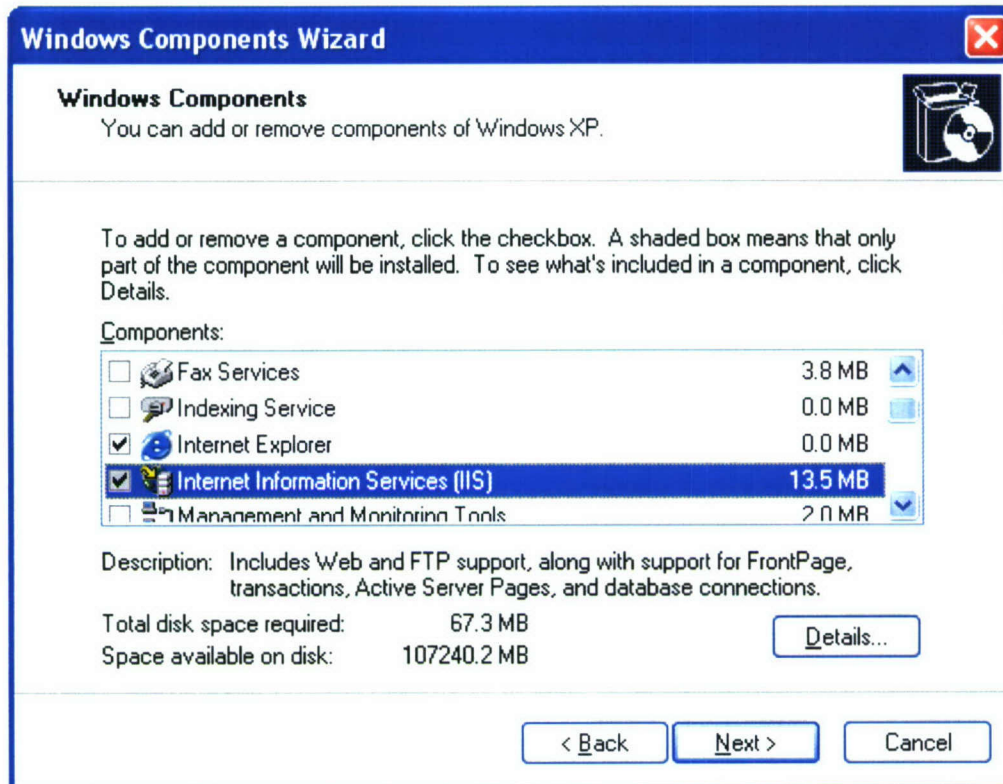 Windows Components Wizard
Windows Components
You can add or remove components of Windows XP.
To add or remove a component, click the checkbox. A shaded box means that only
part of the component will be installed. To see what's included in a component, click
Details.
Components:
Fax Services 3.8 MB
Indexing Service 0.0 MB
Internet Explorer 0.0 MB
Internet Information Services (IIS) 13.5 MB
Management and Monitoring Tools 2.0 MB
Description: Includes Web and FTP support, along with support for FrontPage,
transactions, Active Server Pages, and database connections.
Total disk space required: 67.3 MB
Space available on disk: 107240.2 MB
Details...
< Back Next > Cancel